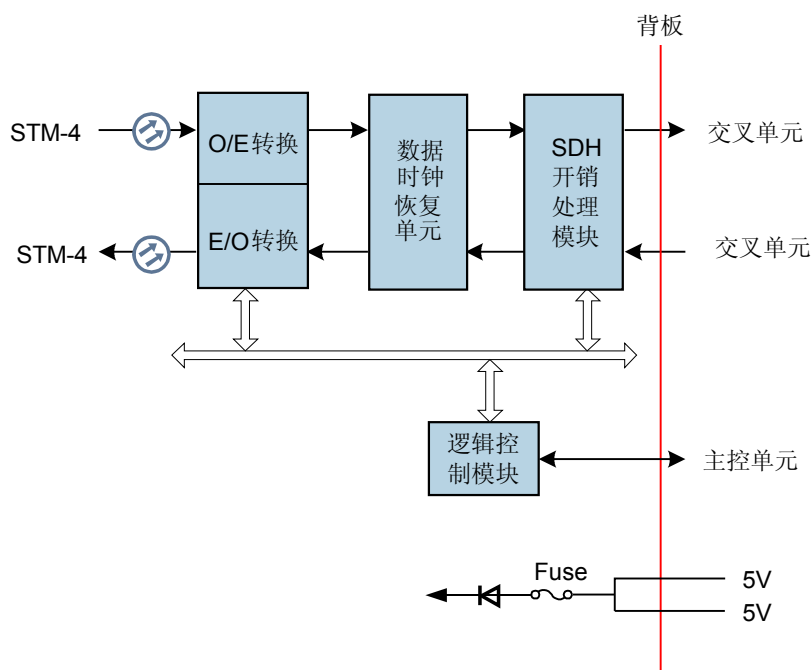 背板
STM-4
O/E转换
数据
时钟
恢复
单元
SDH
开销
处理
模块
交叉单元
STM-4
E/O转换
交叉单元
逻辑控
制模块
主控单元
Fuse
5V
5V